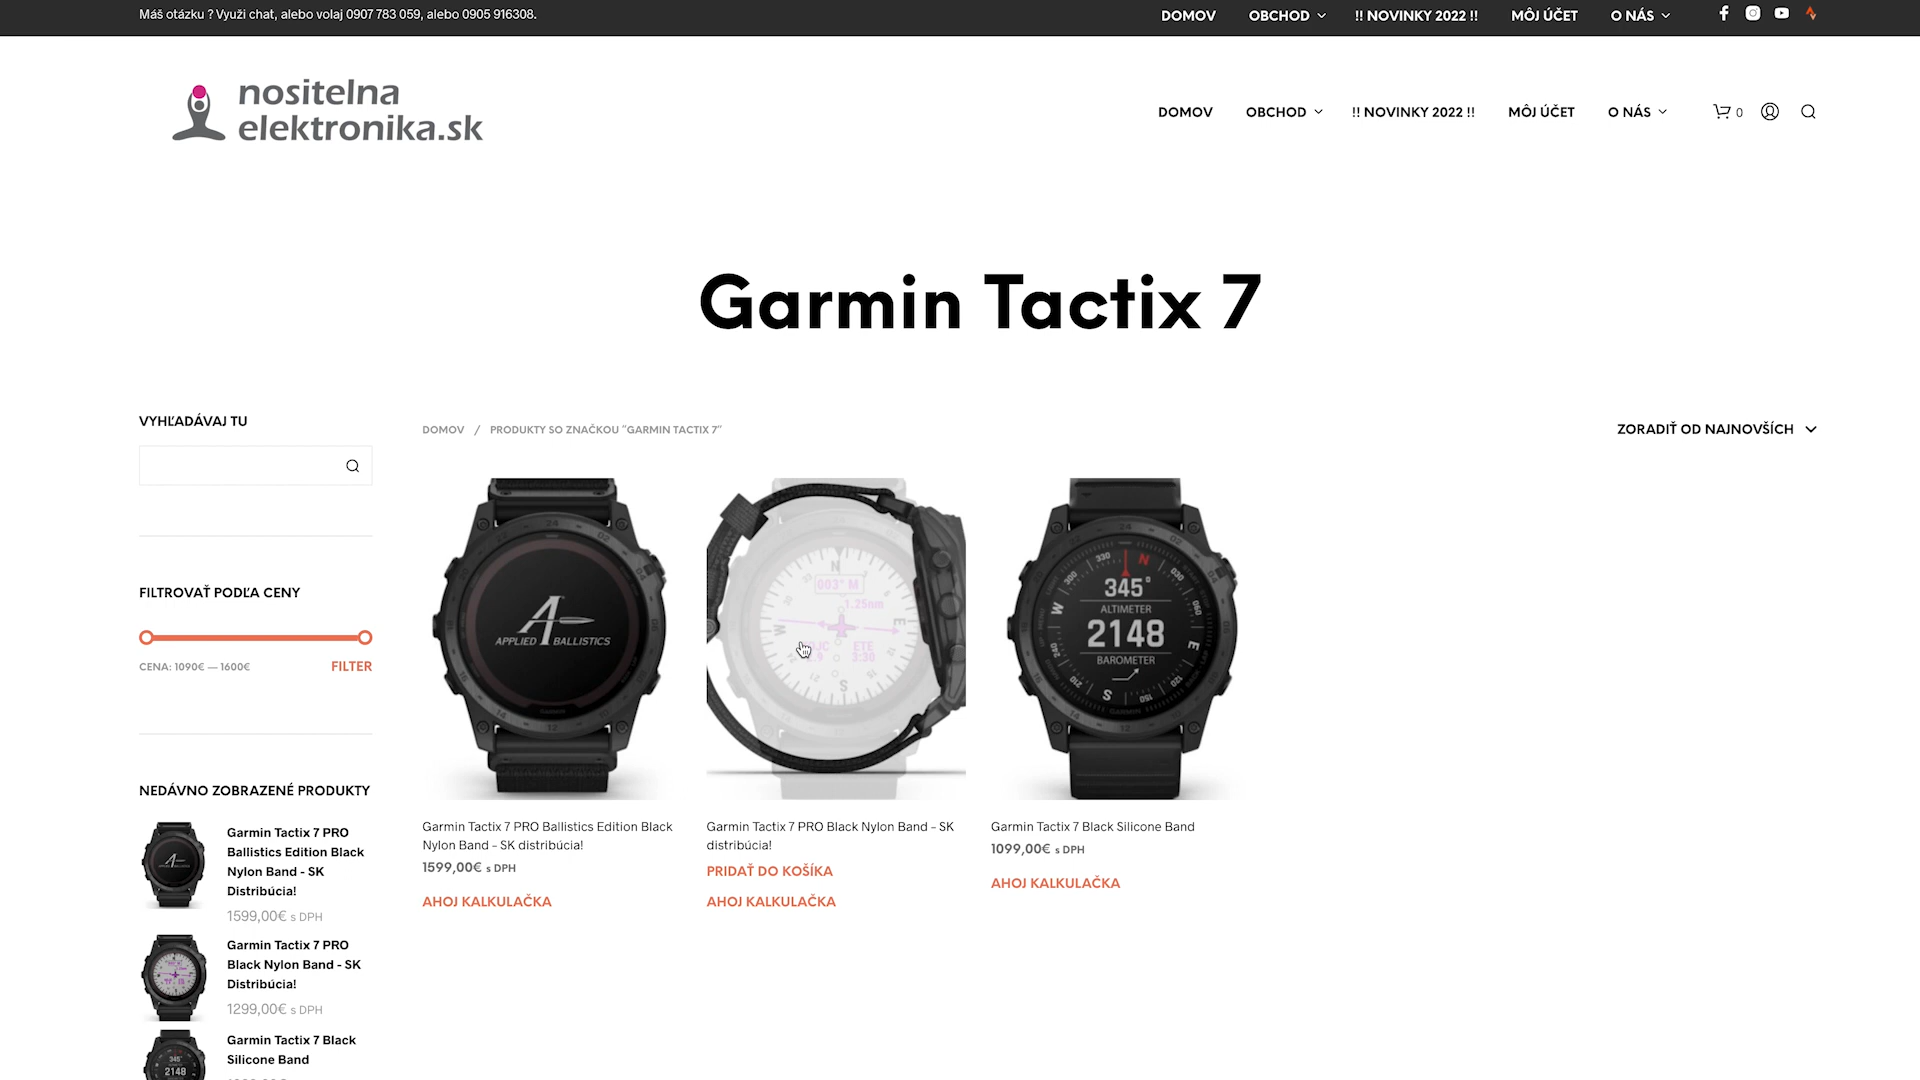 Máš otázku ? Využi chat, alebo volaj 0907 783 059, alebo 0905 916308.
DOMOV OBCHOD !! NOVINKY 2022 !! MÔJ ÚČET O NÁS
nositelna
elektronika.sk
DOMOV OBCHOD !! NOVINKY 2022 !! MÔJ ÚČET O NÁS 0
Garmin Tactix 7
VYHĽADÁVAJ TU
DOMOV / PRODUKTY SO ZNAČKOU “GARMIN TACTIX 7”
ZORADIŤ OD NAJNOVŠÍCH
FILTROVAŤ PODĽA CENY
CENA: 1090€ — 1600€ FILTER
APPLIED BALLISTICS
N
003° M
1.25nm
W E
ETE
3:30
S
N
345°
ALTIMETER
W
2148
E
BAROMETER
S
Garmin Tactix 7 PRO Ballistics Edition Black
Nylon Band – SK distribúcia!
1599,00€ s DPH
AHOJ KALKULAČKA
Garmin Tactix 7 PRO Black Nylon Band – SK
distribúcia!
PRIDAŤ DO KOŠÍKA
AHOJ KALKULAČKA
Garmin Tactix 7 Black Silicone Band
1099,00€ s DPH
AHOJ KALKULAČKA
NEDÁVNO ZOBRAZENÉ PRODUKTY
Garmin Tactix 7 PRO
Ballistics Edition Black
Nylon Band - SK
Distribúcia!
1599,00€ s DPH
Garmin Tactix 7 PRO
Black Nylon Band - SK
Distribúcia!
1299,00€ s DPH
Garmin Tactix 7 Black
Silicone Band
345°
2148